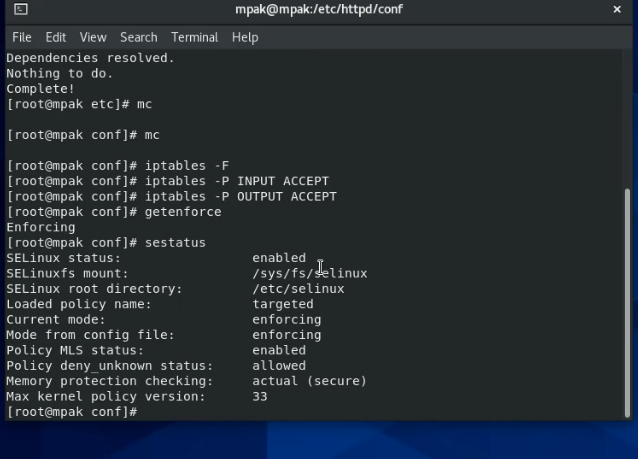 mpak@mpak:/etc/httpd/conf
×
File Edit View Search Terminal Help
Dependencies resolved.
Nothing to do.
Complete!
[root@mpak etc]# mc
[root@mpak conf]# mc
[root@mpak conf]# iptables -F
[root@mpak conf]# iptables -P INPUT ACCEPT
[root@mpak conf]# iptables -P OUTPUT ACCEPT
[root@mpak conf]# getenforce
Enforcing
[root@mpak conf]# sestatus
SELinux status: enabled
SELinuxfs mount: /sys/fs/selinux
SELinux root directory: /etc/selinux
Loaded policy name: targeted
Current mode: enforcing
Mode from config file: enforcing
Policy MLS status: enabled
Policy deny_unknown status: allowed
Memory protection checking: actual (secure)
Max kernel policy version: 33
[root@mpak conf]#